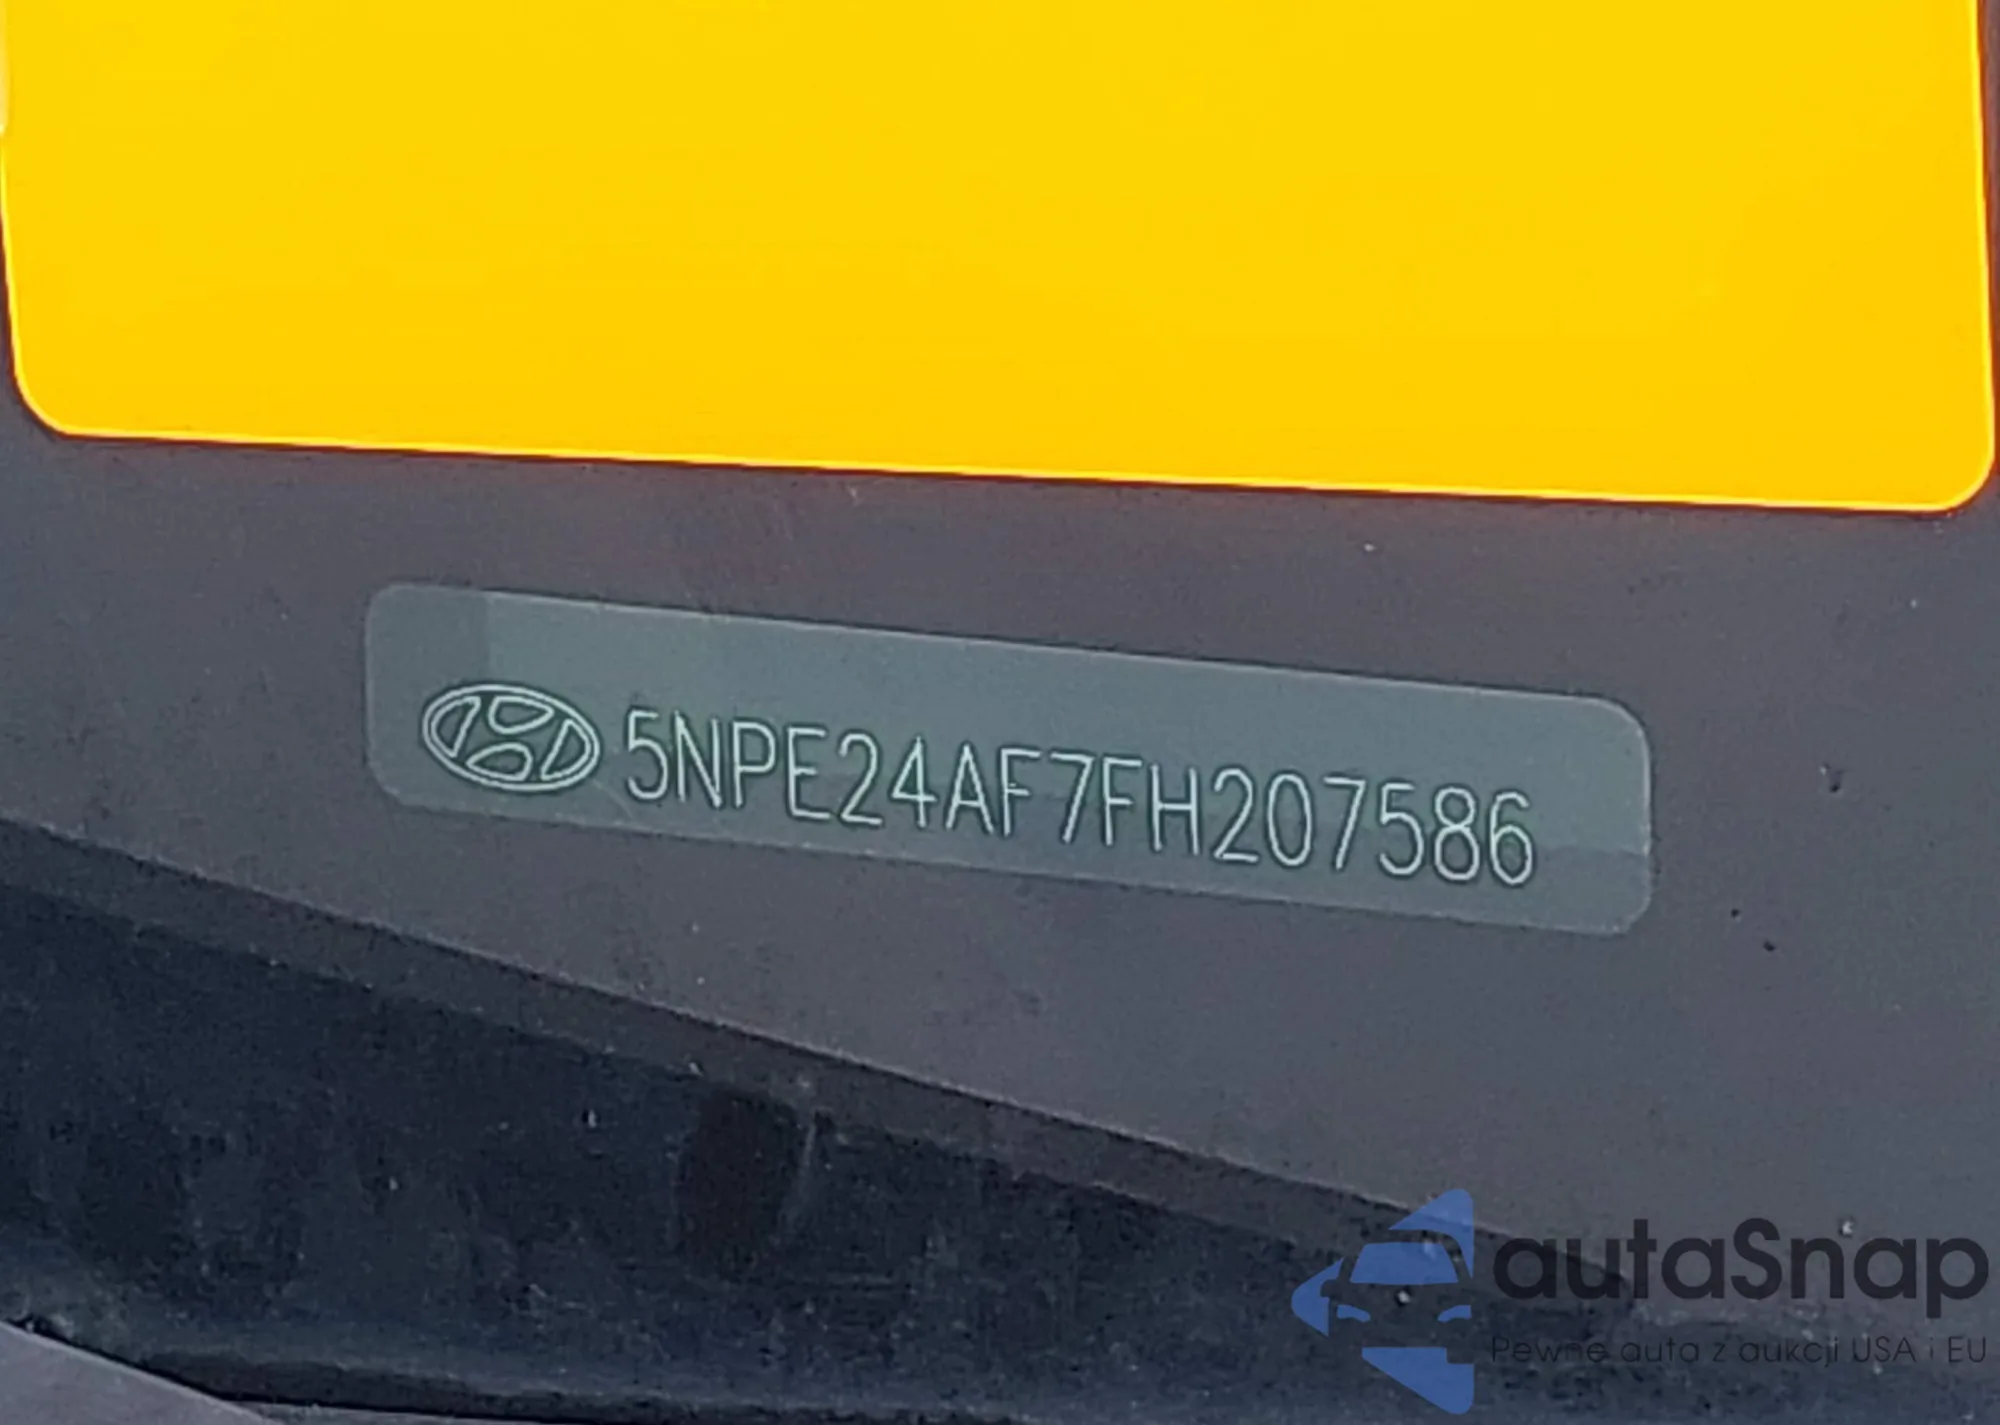 5NPE24AF7FH207586
autaSnap
Pewne auta z aukcji USA i EU